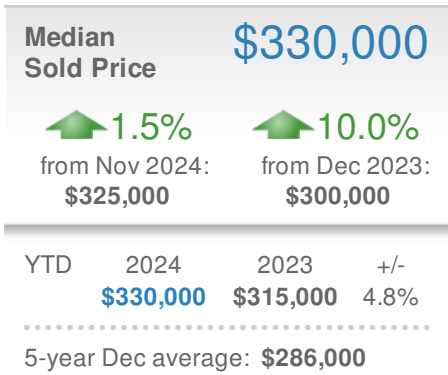 Median $330,000
Sold Price
1.5% 10.0%
from Nov 2024: from Dec 2023:
$325,000 $300,000
YTD 2024 2023 +/-
$330,000 $315,000 4.8%
5-year Dec average: $286,000